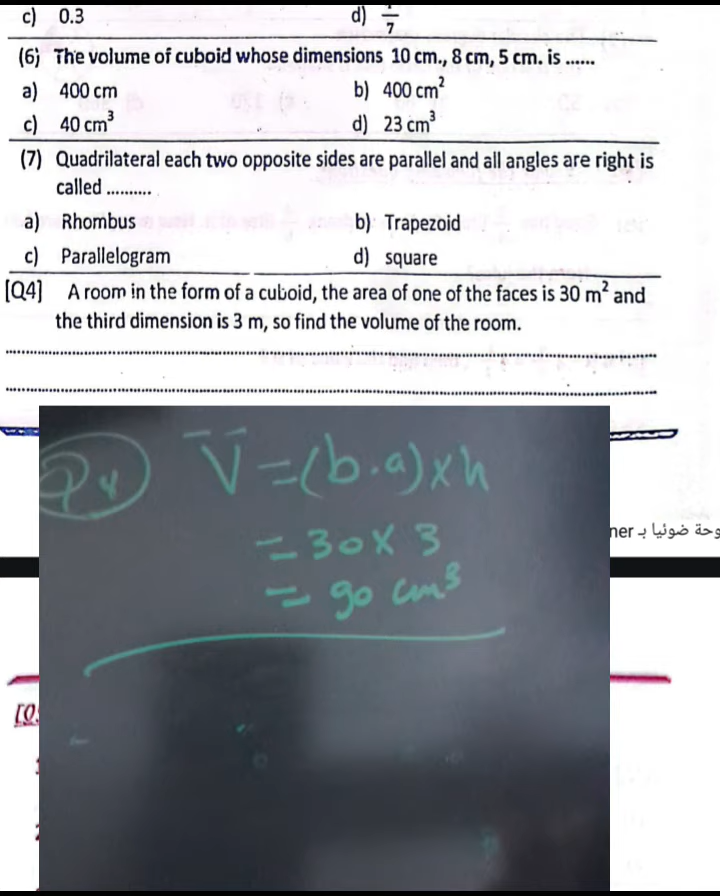 c) 0.3 d) 7
(6) The volume of cuboid whose dimensions 10 cm., 8 cm, 5 cm. is ......
a) 400 cm b) 400 cm²
c) 40 cm³ d) 23 cm³
(7) Quadrilateral each two opposite sides are parallel and all angles are right is
called ..........
a) Rhombus b) Trapezoid
c) Parallelogram d) square
[Q4] A room in the form of a cuboid, the area of one of the faces is 30 m² and
the third dimension is 3 m, so find the volume of the room.
V = (b.a) x h
= 30 x 3
= 90 cm³
وحة ضوئيا بـ ner
[Q